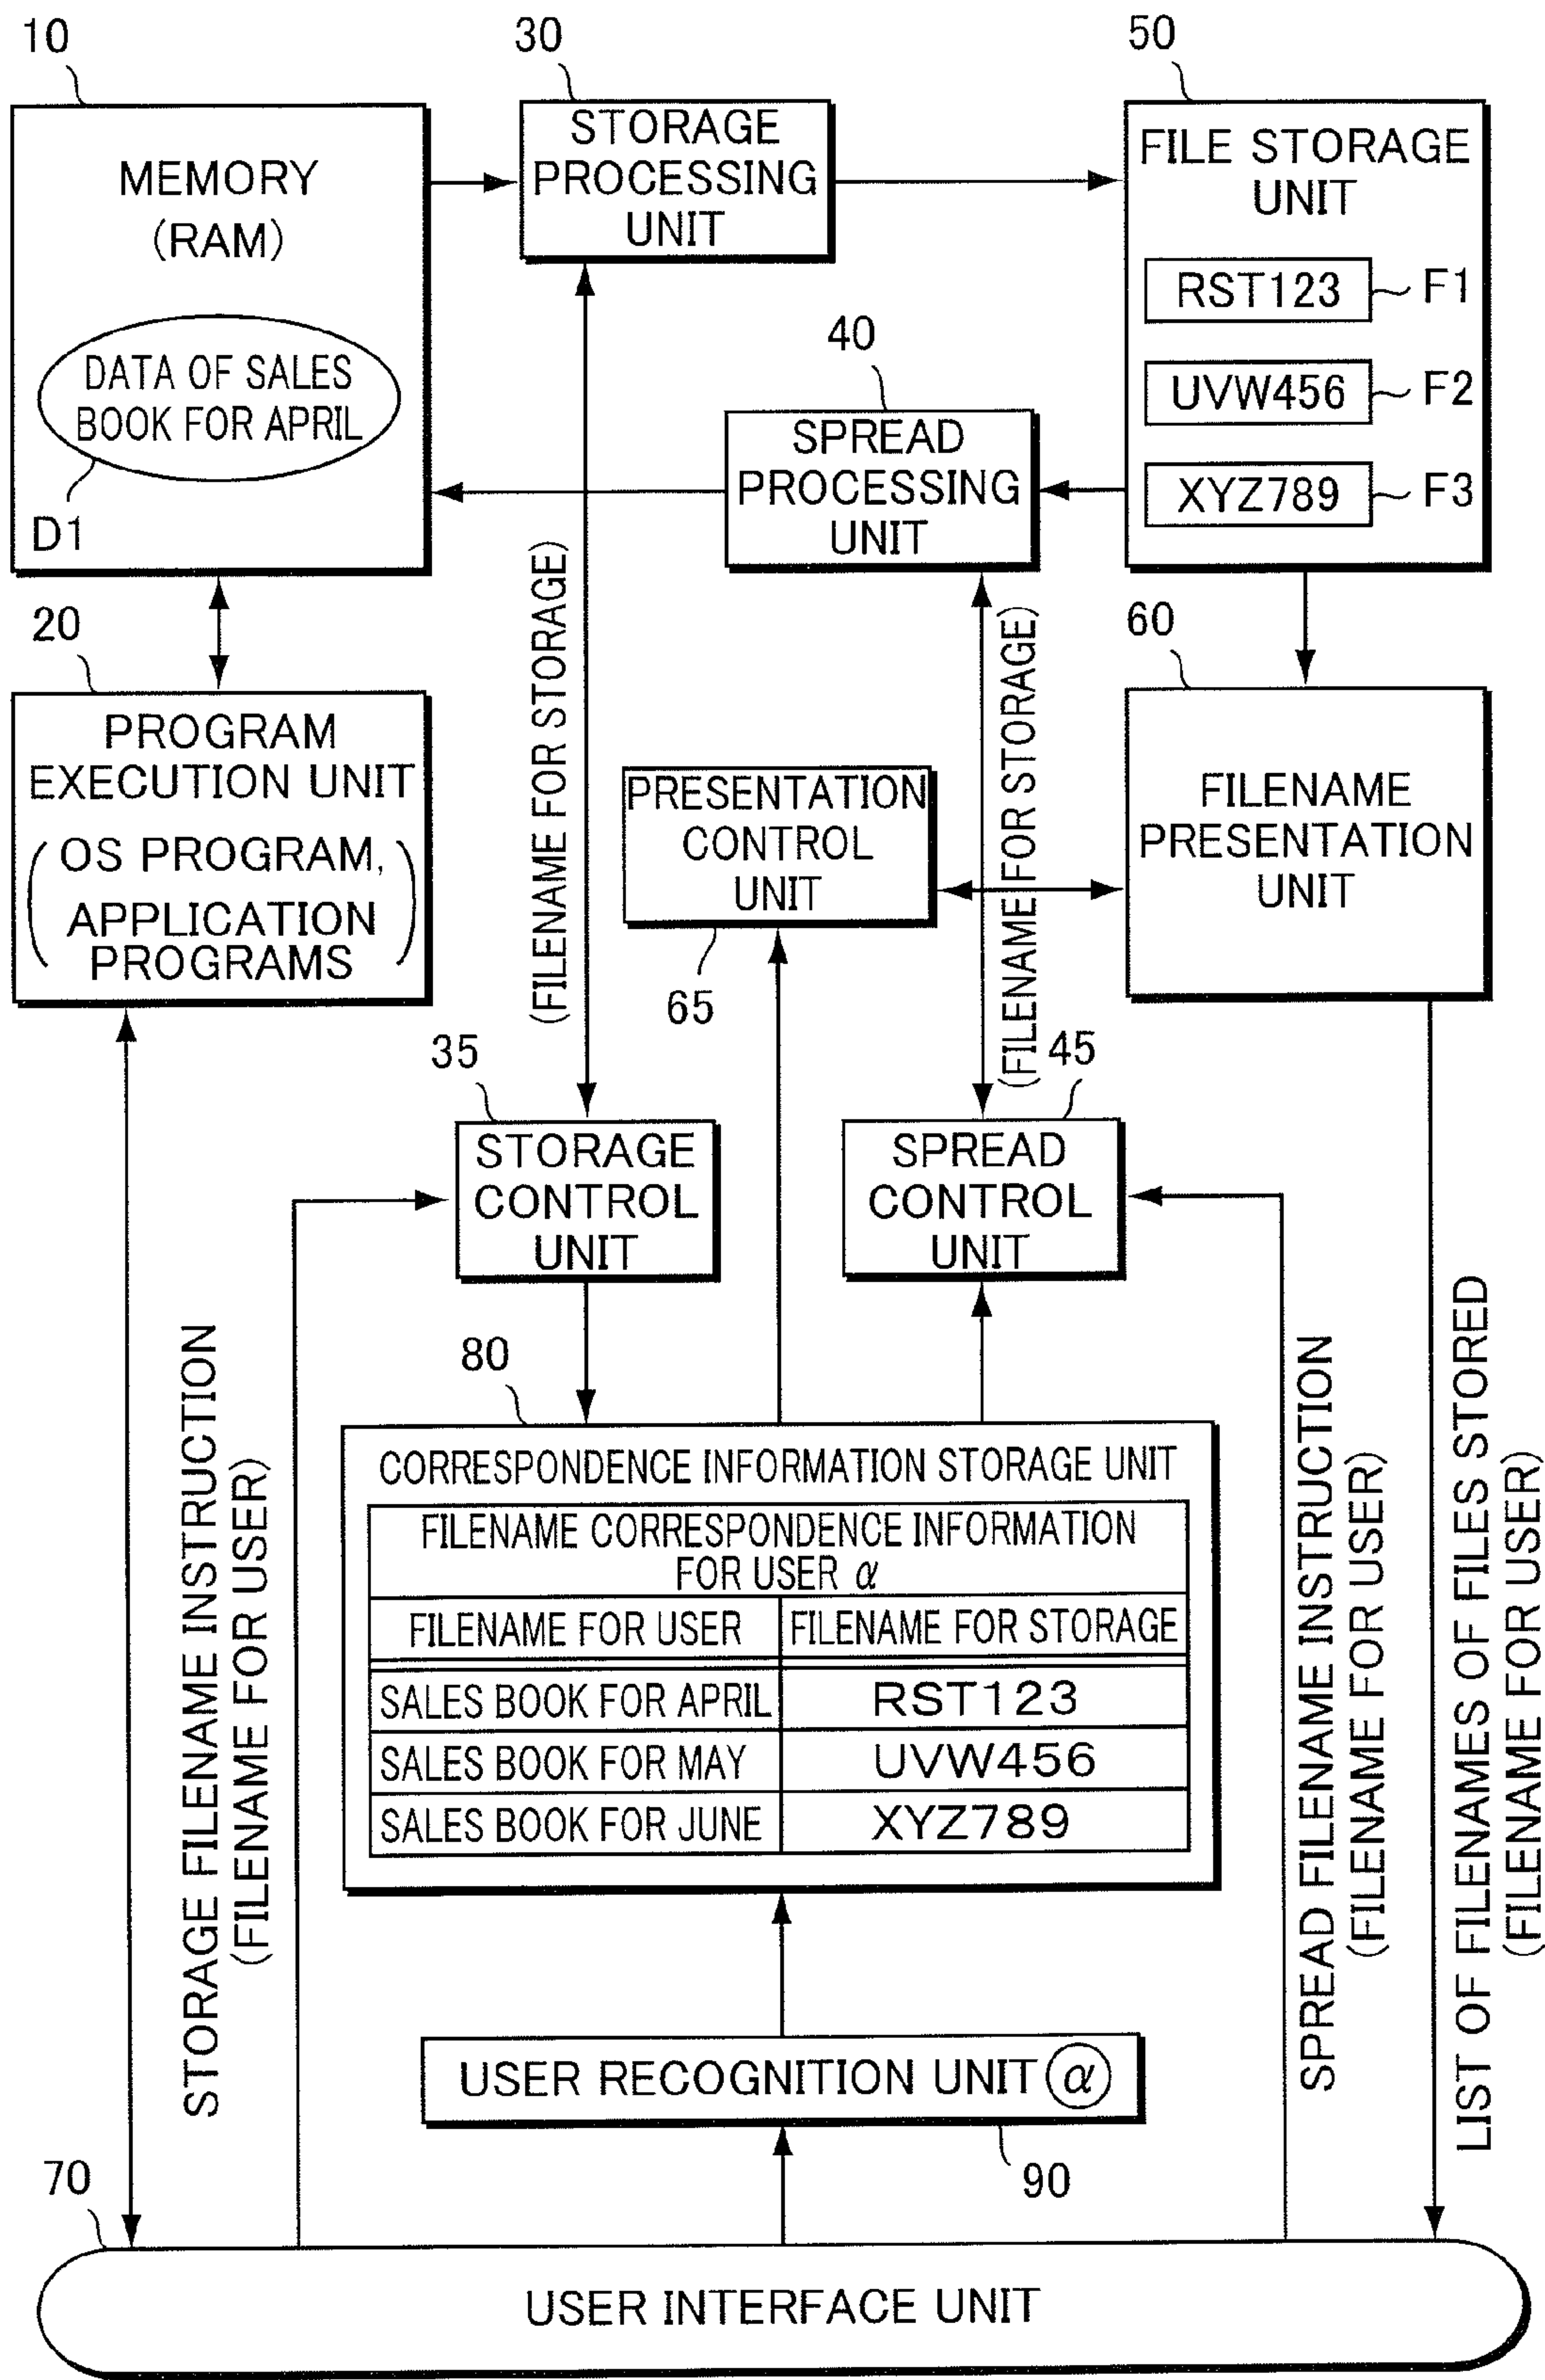 10
30
50
MEMORY
(RAM)
DATA OF SALES
BOOK FOR APRIL
D1
STORAGE
PROCESSING
UNIT
FILE STORAGE
UNIT
RST123
F1
UVW456
F2
XYZ789
F3
40
SPREAD
PROCESSING
UNIT
20
PROGRAM
EXECUTION UNIT
(OS PROGRAM,
APPLICATION
PROGRAMS)
(FILENAME FOR STORAGE)
(FILENAME FOR STORAGE)
60
FILENAME
PRESENTATION
UNIT
PRESENTATION
CONTROL
UNIT
65
35
STORAGE
CONTROL
UNIT
45
SPREAD
CONTROL
UNIT
STORAGE FILENAME INSTRUCTION
(FILENAME FOR USER)
80
CORRESPONDENCE INFORMATION STORAGE UNIT
FILENAME CORRESPONDENCE INFORMATION
FOR USER α
FILENAME FOR USER FILENAME FOR STORAGE
SALES BOOK FOR APRIL RST123
SALES BOOK FOR MAY UVW456
SALES BOOK FOR JUNE XYZ789
SPREAD FILENAME INSTRUCTION
(FILENAME FOR USER)
LIST OF FILENAMES OF FILES STORED
(FILENAME FOR USER)
USER RECOGNITION UNIT α
90
70
USER INTERFACE UNIT